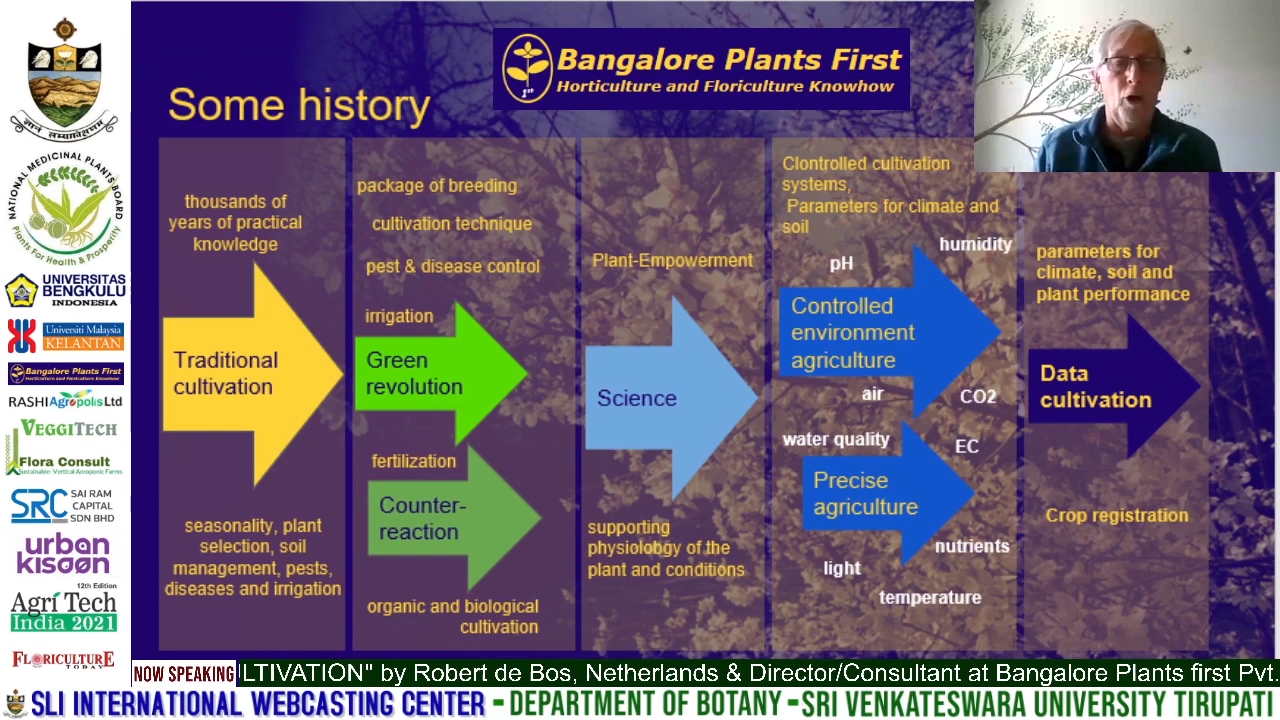 Bangalore Plants First
Horticulture and Floriculture Knowhow
1st
Some history
thousands of
years of practical
knowledge
Traditional
cultivation
seasonality, plant
selection, soil
management, pests,
diseases and irrigation
package of breeding
cultivation technique
pest & disease control
irrigation
Green
revolution
fertilization
Counter-
reaction
organic and biological
cultivation
Plant-Empowerment
Science
supporting
physiolobgy of the
plant and conditions
Clontrolled cultivation
systems,
Parameters for climate and
soil
humidity
pH
Controlled
environment
agriculture
air
CO2
water quality
EC
Precise
agriculture
nutrients
light
temperature
parameters for
climate, soil and
plant performance
Data
cultivation
Crop registration
ज्ञानं सम्यगवेक्षणम्
NATIONAL MEDICINAL PLANTS BOARD
Plants For Health & Prosperity
UNIVERSITAS
BENGKULU
INDONESIA
Universiti Malaysia
KELANTAN
Bangalore Plants First
Horticulture and Floriculture Knowhow
RASHI Agropolis Ltd
VEGGITECH
Flora Consult
Sustainable- Vertical Aeroponic Farms
SRC
SAI RAM
CAPITAL
SDN BHD
urban
kisaan
12th Edition
Agri Tech
India 2021
FLORICULTURE
TODAY
NOW SPEAKING
LTIVATION" by Robert de Bos, Netherlands & Director/Consultant at Bangalore Plants first Pvt.
SLI INTERNATIONAL WEBCASTING CENTER - DEPARTMENT OF BOTANY - SRI VENKATESWARA UNIVERSITY TIRUPATI